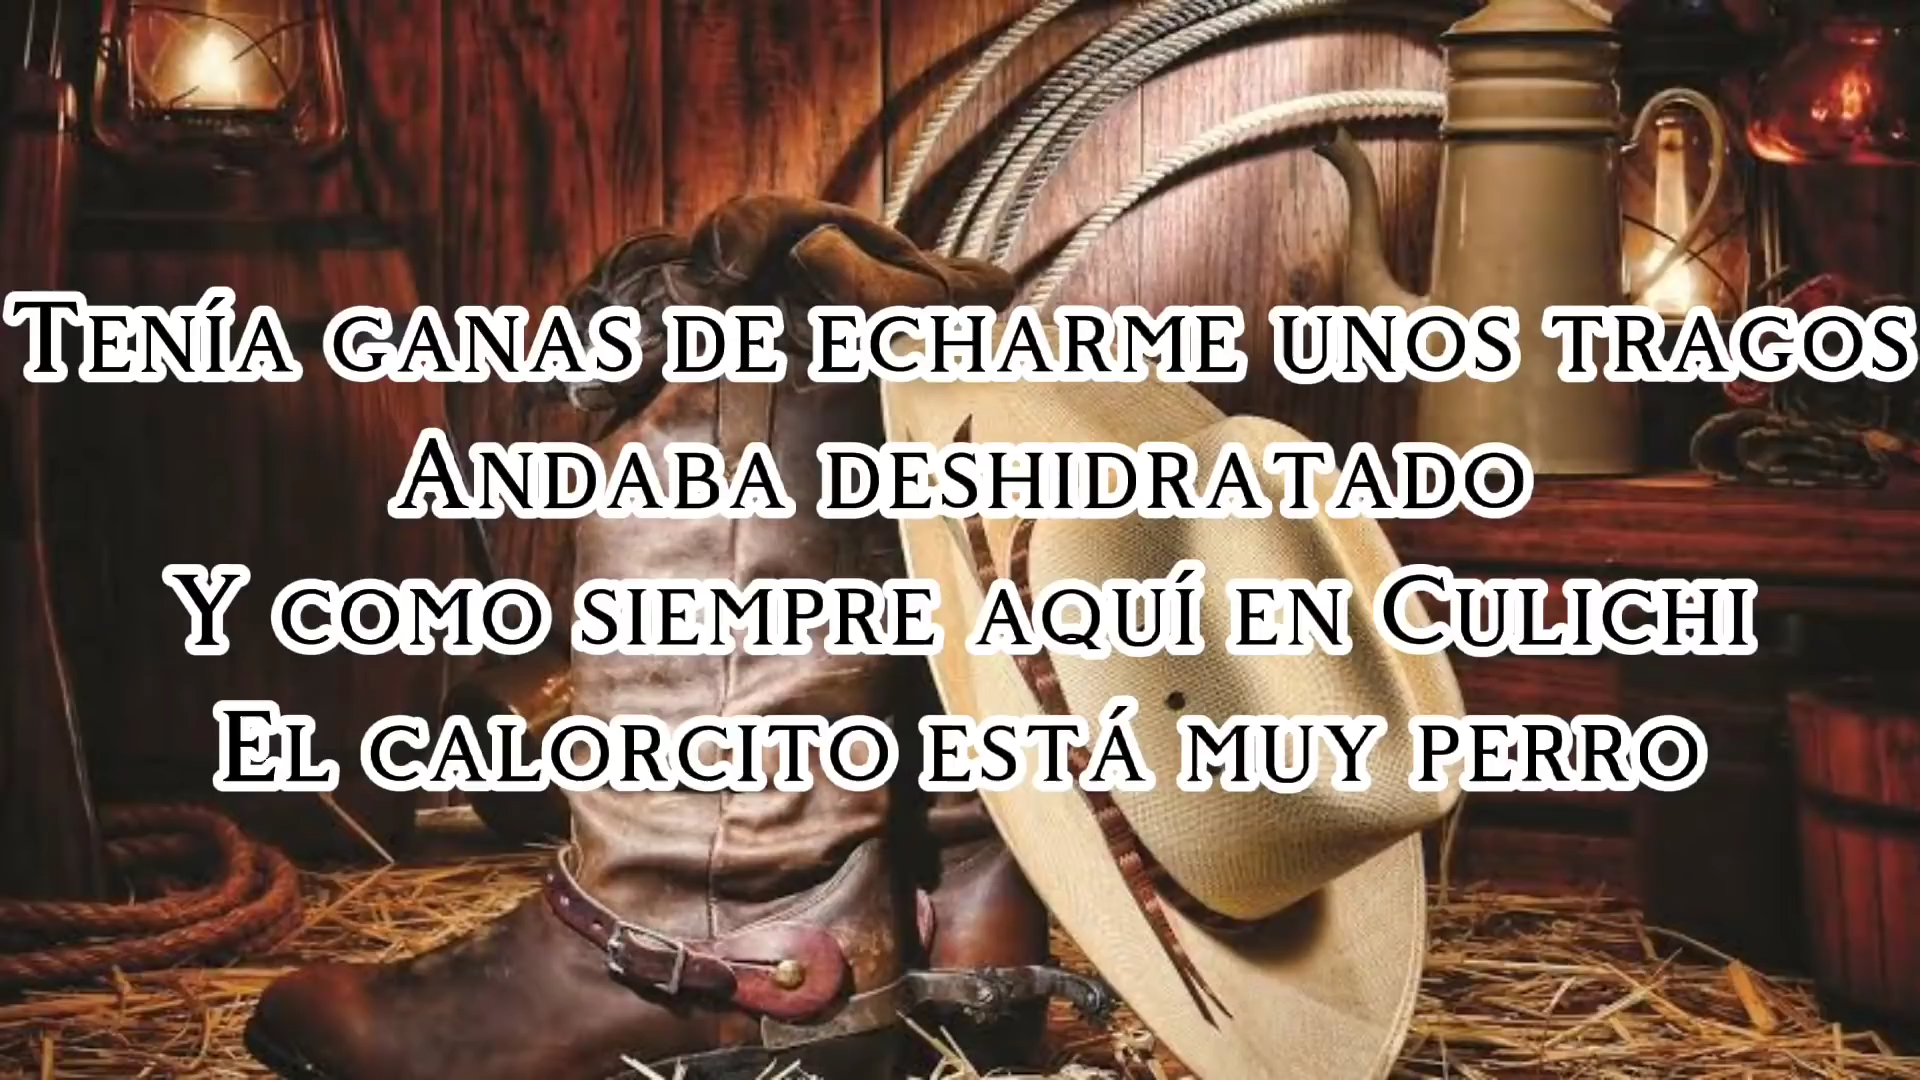 Tenía ganas de echarme unos tragos
Andaba deshidratado
Y como siempre aquí en Culichi
El calorcito está muy perro